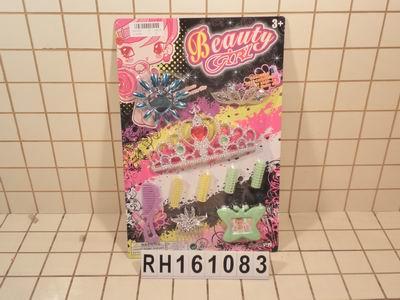 3+
Beauty
GIRL
RH161083